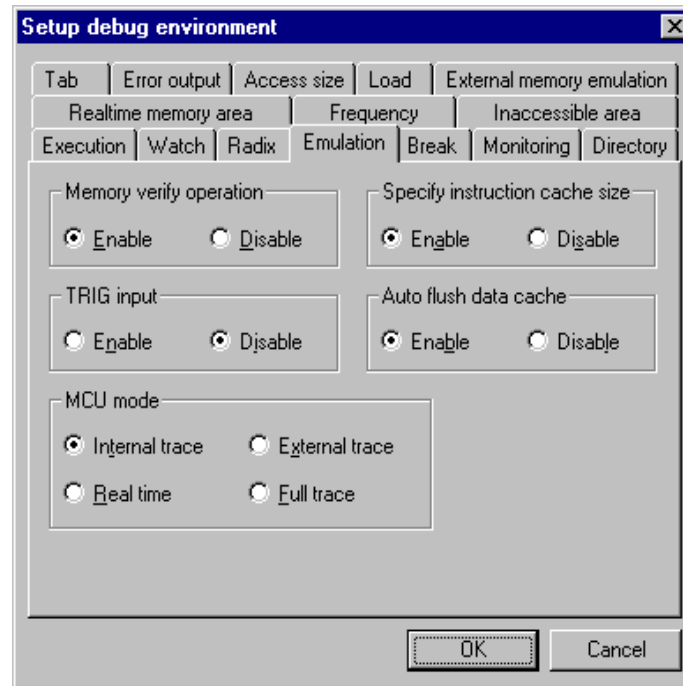 Setup debug environment
Tab Error output Access size Load External memory emulation
Realtime memory area Frequency Inaccessible area
Execution Watch Radix Emulation Break Monitoring Directory
Memory verify operation Specify instruction cache size
Enable Disable Enable Disable
TRIG input Auto flush data cache
Enable Disable Enable Disable
MCU mode
Internal trace External trace
Real time Full trace
OK Cancel